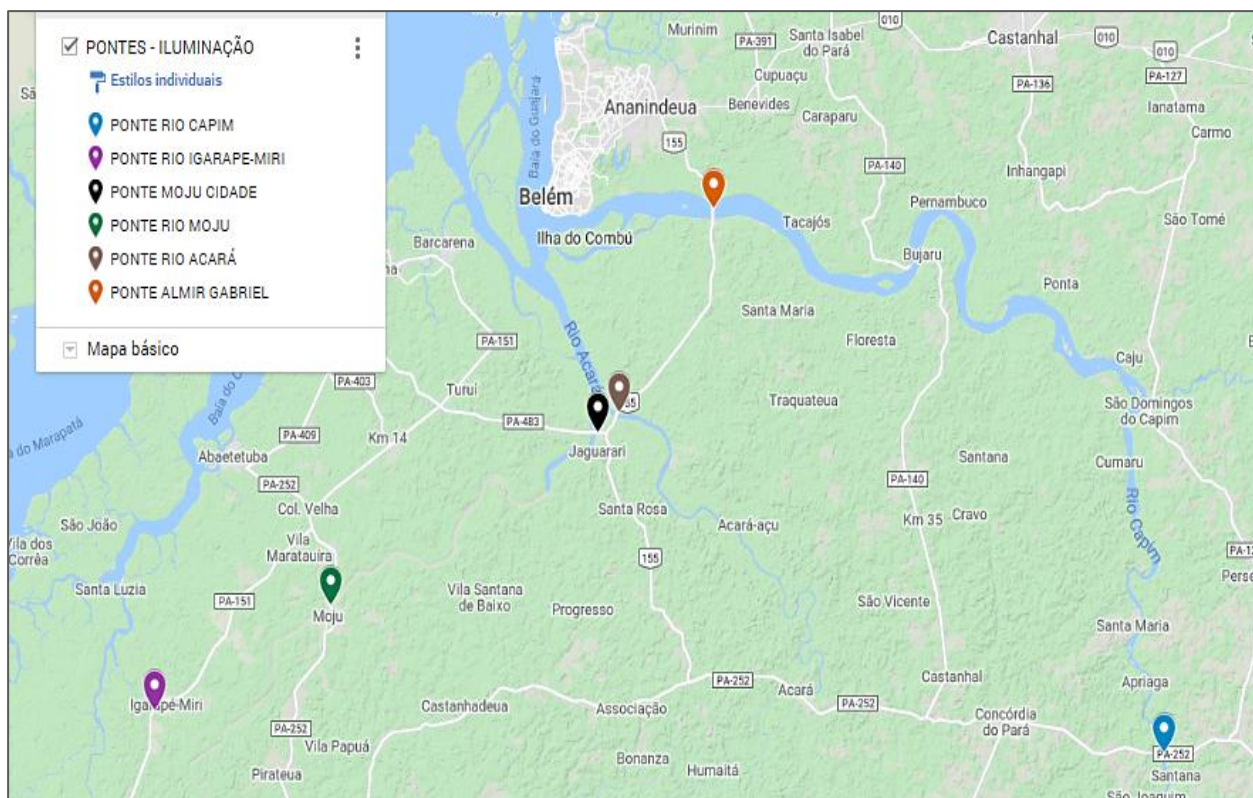 PONTES - ILUMINAÇÃO
Estilos individuais
PONTE RIO CAPIM
PONTE RIO IGARAPE-MIRI
PONTE MOJU CIDADE
PONTE RIO MOJU
PONTE RIO ACARÁ
PONTE ALMIR GABRIEL
Mapa básico
Murinim
PA-391
Santa Isabel
do Pará
010
Castanhal
010
010
PA-127
Cupuaçu
PA-136
Baía do Guajará
Ananindeua
Benevides
Caraparu
Ianatama
Carmo
155
PA-140
Inhangapi
Belém
Pernambuco
São Tomé
Tacajós
Ilha do Combú
Barcarena
Bujaru
Ponta
Santa Maria
Rio Acará
Floresta
PA-151
Caju
PA-403
Turuí
Traquateua
São Domingos
do Capim
PA-483
PA-409
Km 14
Jaguarari
Abaetetuba
Santana
Cumaru
PA-252
PA-140
Rio Capim
Col. Velha
Santa Rosa
Km 35
Cravo
São João
Acará-açu
Vila dos
Corrêa
Vila
Maratauira
155
Santa Luzia
PA-151
Vila Santana
de Baixo
Progresso
São Vicente
Moju
Santa Maria
PA-252
Castanhal
Apriaga
Igarapé-Miri
Castanhadeua
Associação
Acará
PA-252
Concórdia
do Pará
PA-252
Vila Papuá
PA-252
Bonanza
Humaitá
Pirateua
Santana
São Joaquim